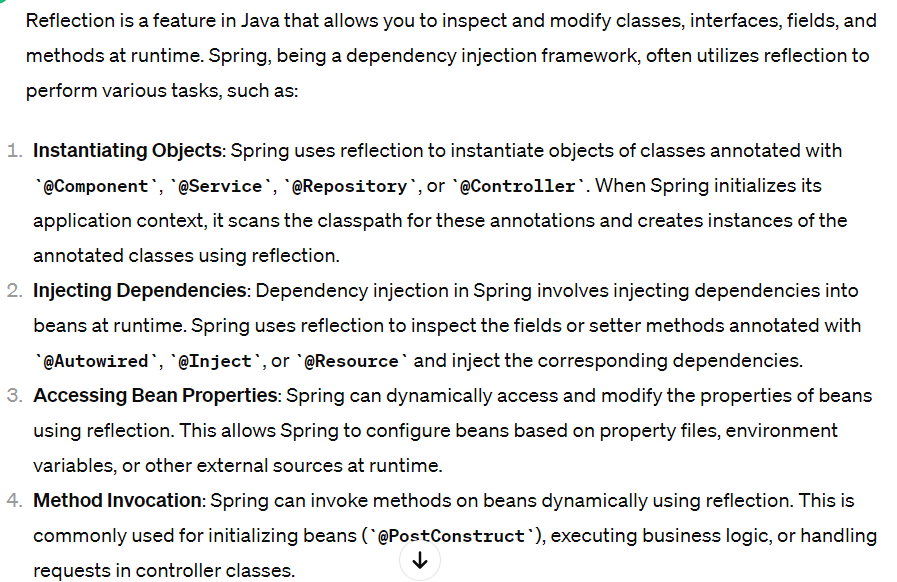 Reflection is a feature in Java that allows you to inspect and modify classes, interfaces, fields, and
methods at runtime. Spring, being a dependency injection framework, often utilizes reflection to
perform various tasks, such as:
1. Instantiating Objects: Spring uses reflection to instantiate objects of classes annotated with
`@Component`, `@Service`, `@Repository`, or `@Controller`. When Spring initializes its
application context, it scans the classpath for these annotations and creates instances of the
annotated classes using reflection.
2. Injecting Dependencies: Dependency injection in Spring involves injecting dependencies into
beans at runtime. Spring uses reflection to inspect the fields or setter methods annotated with
`@Autowired`, `@Inject`, or `@Resource` and inject the corresponding dependencies.
3. Accessing Bean Properties: Spring can dynamically access and modify the properties of beans
using reflection. This allows Spring to configure beans based on property files, environment
variables, or other external sources at runtime.
4. Method Invocation: Spring can invoke methods on beans dynamically using reflection. This is
commonly used for initializing beans (`@PostConstruct`), executing business logic, or handling
requests in controller classes.